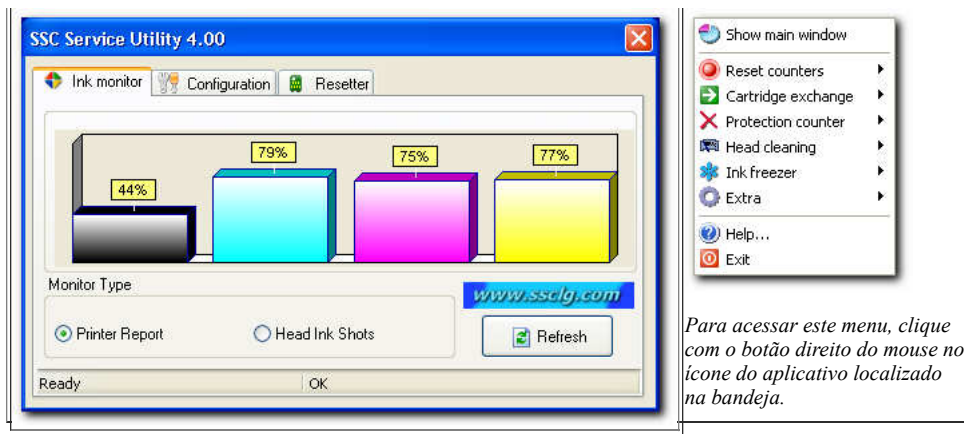 SSC Service Utility 4.00
Ink monitor Configuration Resetter
44% 79% 75% 77%
Monitor Type
www.ssclg.com
Printer Report Head Ink Shots Refresh
Ready OK
Show main window
Reset counters
Cartridge exchange
Protection counter
Head cleaning
Ink freezer
Extra
Help...
Exit
Para acessar este menu, clique
com o botão direito do mouse no
ícone do aplicativo localizado
na bandeja.